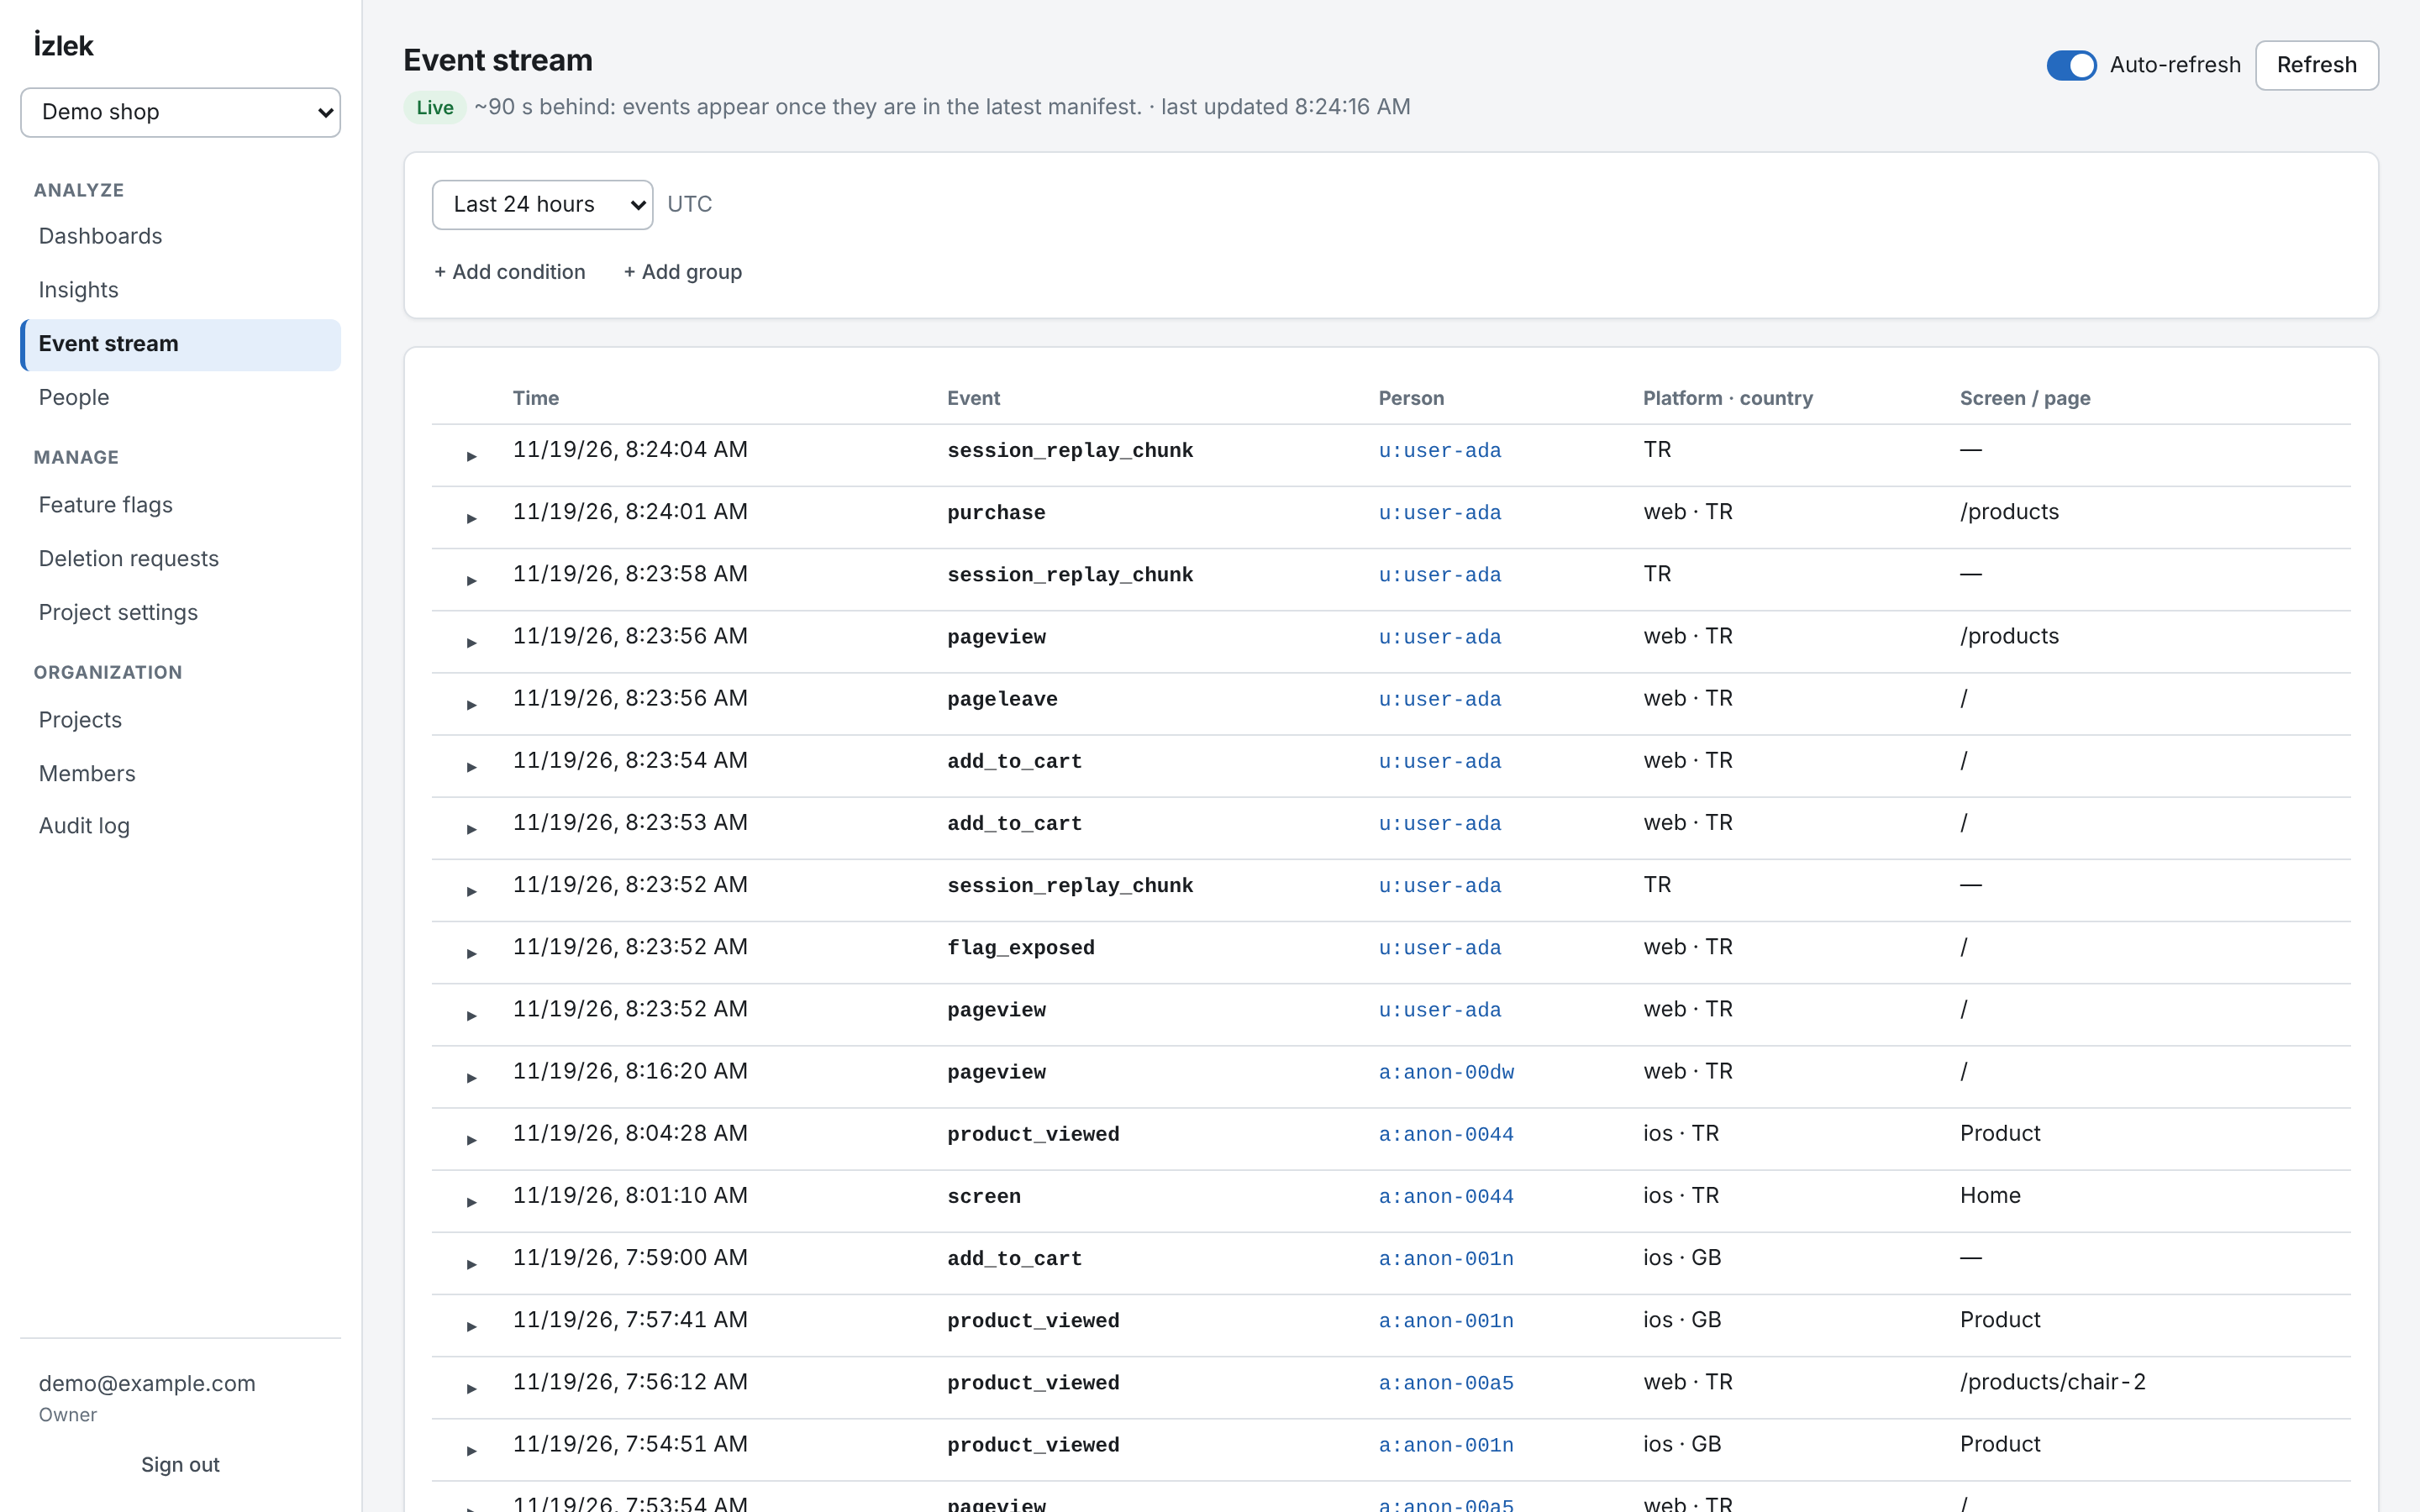 İzlek
Demo shop
ANALYZE
Dashboards
Insights
Event stream
People
MANAGE
Feature flags
Deletion requests
Project settings
ORGANIZATION
Projects
Members
Audit log
demo@example.com
Owner
Sign out
Event stream
Live ~90 s behind: events appear once they are in the latest manifest. · last updated 8:24:16 AM
Auto-refresh Refresh
Last 24 hours UTC
+ Add condition + Add group
Time Event Person Platform · country Screen / page
▶ 11/19/26, 8:24:04 AM session_replay_chunk u:user-ada TR —
▶ 11/19/26, 8:24:01 AM purchase u:user-ada web · TR /products
▶ 11/19/26, 8:23:58 AM session_replay_chunk u:user-ada TR —
▶ 11/19/26, 8:23:56 AM pageview u:user-ada web · TR /products
▶ 11/19/26, 8:23:56 AM pageleave u:user-ada web · TR /
▶ 11/19/26, 8:23:54 AM add_to_cart u:user-ada web · TR /
▶ 11/19/26, 8:23:53 AM add_to_cart u:user-ada web · TR /
▶ 11/19/26, 8:23:52 AM session_replay_chunk u:user-ada TR —
▶ 11/19/26, 8:23:52 AM flag_exposed u:user-ada web · TR /
▶ 11/19/26, 8:23:52 AM pageview u:user-ada web · TR /
▶ 11/19/26, 8:16:20 AM pageview a:anon-00dw web · TR /
▶ 11/19/26, 8:04:28 AM product_viewed a:anon-0044 ios · TR Product
▶ 11/19/26, 8:01:10 AM screen a:anon-0044 ios · TR Home
▶ 11/19/26, 7:59:00 AM add_to_cart a:anon-001n ios · GB —
▶ 11/19/26, 7:57:41 AM product_viewed a:anon-001n ios · GB Product
▶ 11/19/26, 7:56:12 AM product_viewed a:anon-00a5 web · TR /products/chair-2
▶ 11/19/26, 7:54:51 AM product_viewed a:anon-001n ios · GB Product
▶ 11/19/26, 7:53:54 AM pageview a:anon-00a5 web · TR /